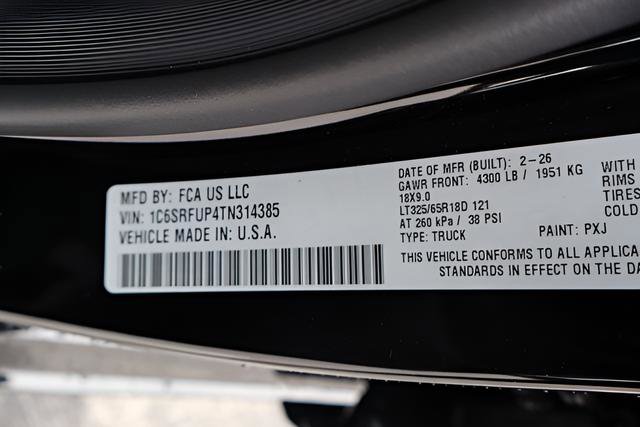 MFD BY: FCA US LLC
VIN: 1C6SRFUP4TN314385
VEHICLE MADE IN: U.S.A.
DATE OF MFR (BUILT): 2-26
GAWR FRONT: 4300 LB / 1951 KG
18X9.0
LT325/65R18D 121
AT 260 kPa / 38 PSI
TYPE: TRUCK
PAINT: PXJ
THIS VEHICLE CONFORMS TO ALL APPLICA
STANDARDS IN EFFECT ON THE DA
WITH
RIMS
TIRES
COLD